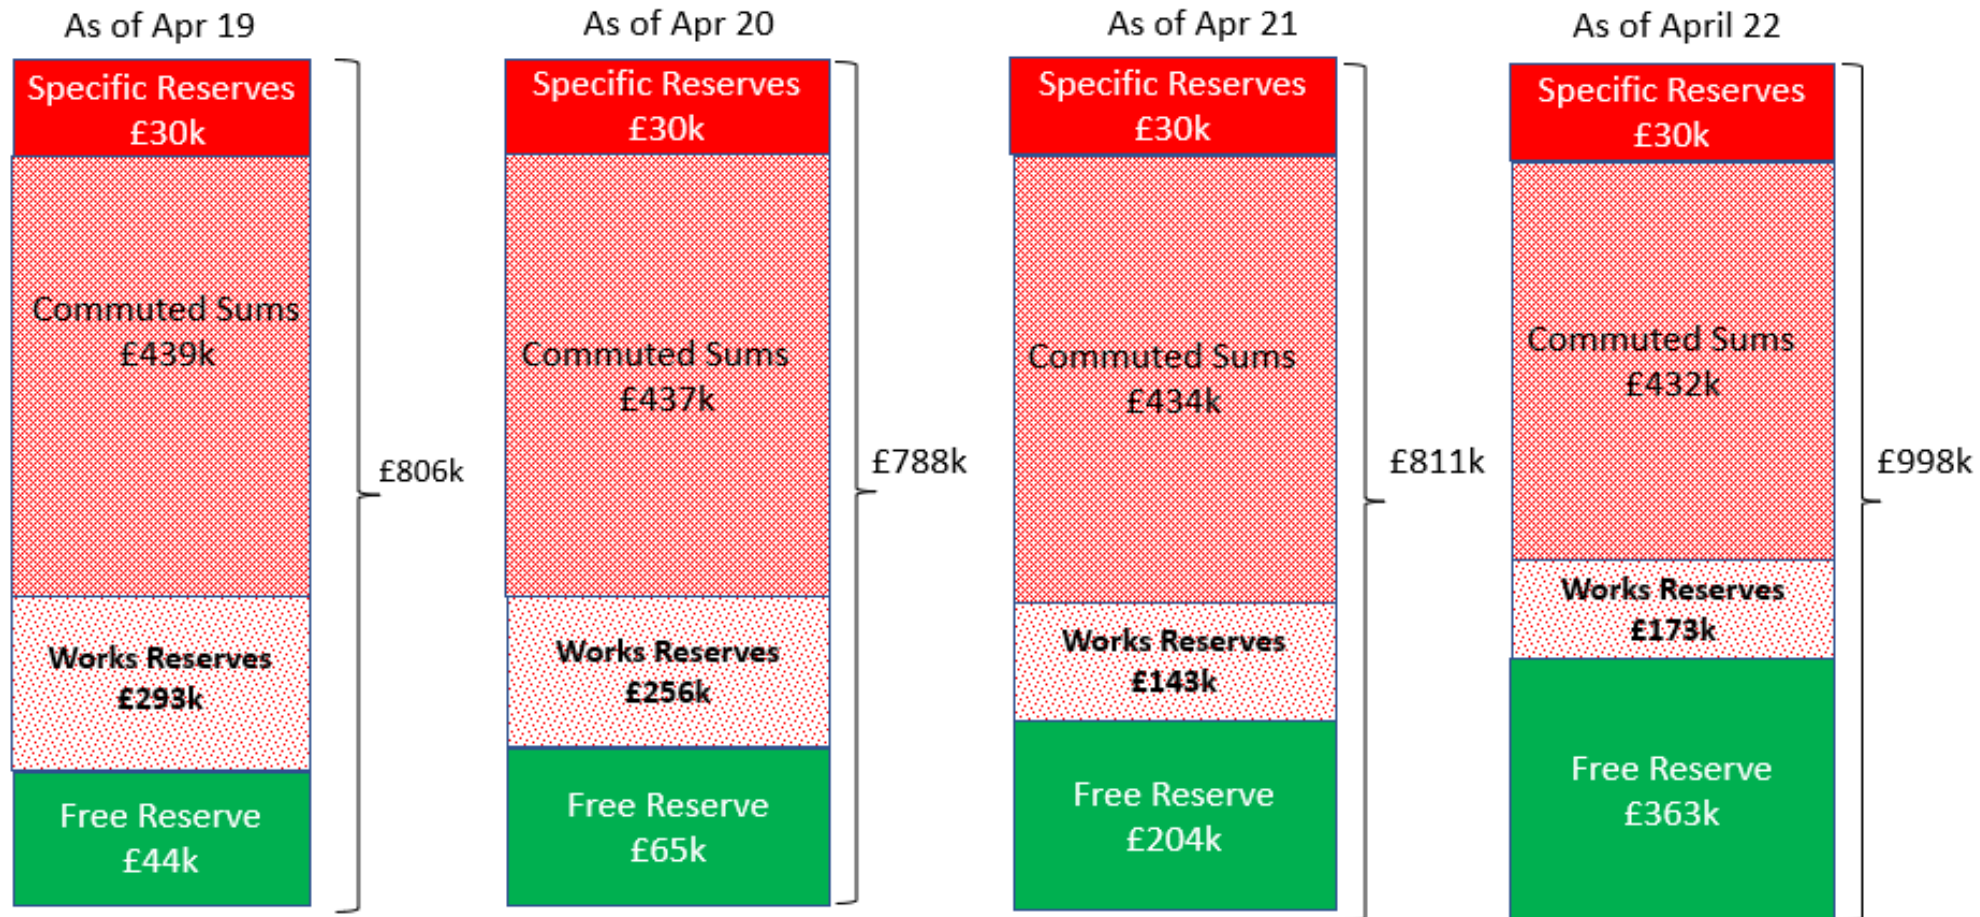 As of Apr 19
Specific Reserves
£30k
Commuted Sums
£439k
Works Reserves
£293k
Free Reserve
£44k
£806k
As of Apr 20
Specific Reserves
£30k
Commuted Sums
£437k
Works Reserves
£256k
Free Reserve
£65k
£788k
As of Apr 21
Specific Reserves
£30k
Commuted Sums
£434k
Works Reserves
£143k
Free Reserve
£204k
£811k
As of April 22
Specific Reserves
£30k
Commuted Sums
£432k
Works Reserves
£173k
Free Reserve
£363k
£998k